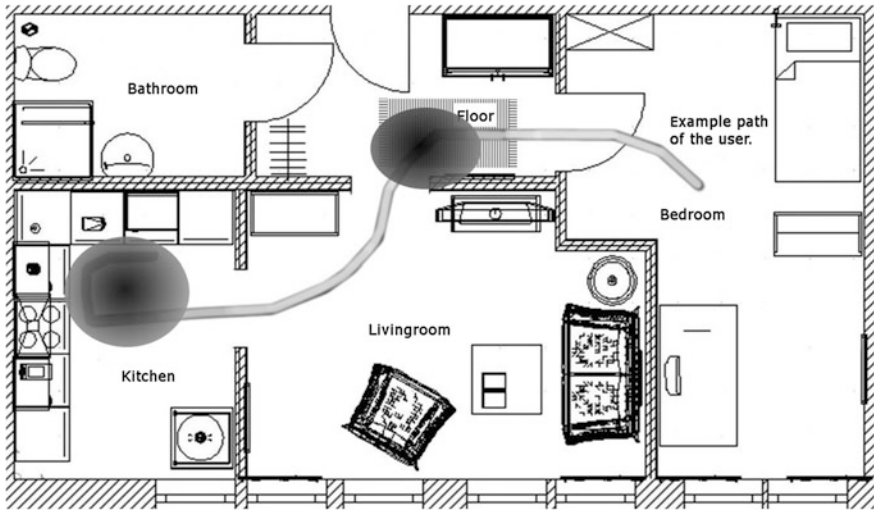 Bathroom
Floor
Example path
of the user.
Bedroom
Livingroom
Kitchen